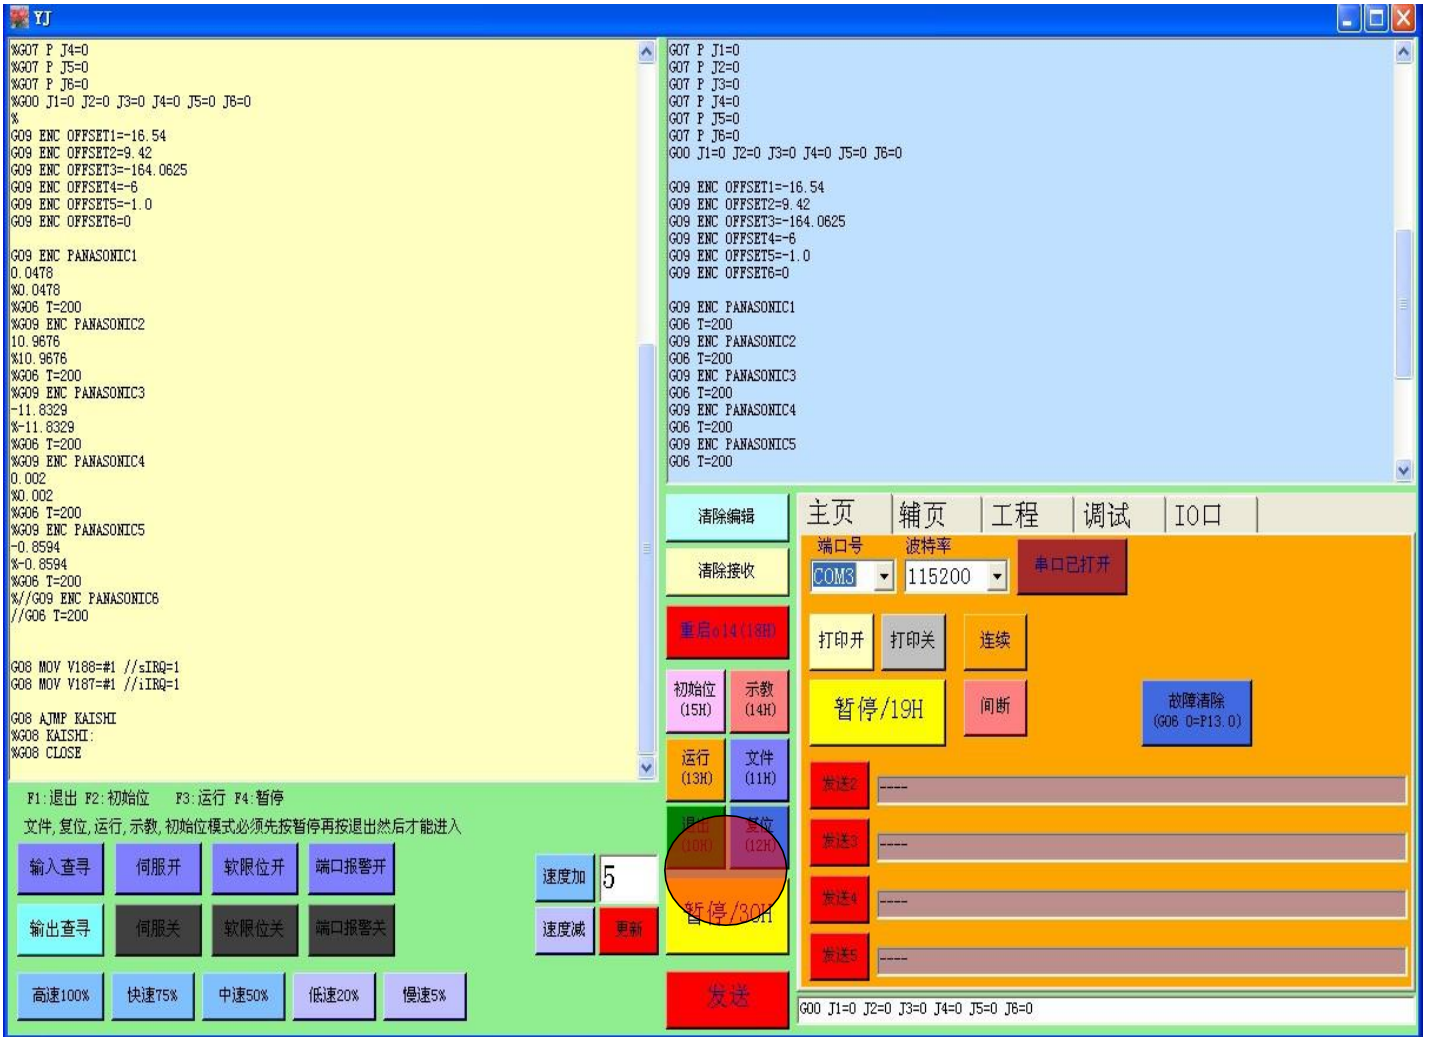 YJ
%G07 P J4=0
%G07 P J5=0
%G07 P J6=0
%G00 J1=0 J2=0 J3=0 J4=0 J5=0 J6=0
%
G09 ENC OFFSET1=-16.54
G09 ENC OFFSET2=9.42
G09 ENC OFFSET3=-164.0625
G09 ENC OFFSET4=-6
G09 ENC OFFSET5=-1.0
G09 ENC OFFSET6=0
G09 ENC PANASONIC1
0.0478
%0.0478
%G06 T=200
%G09 ENC PANASONIC2
10.9676
%10.9676
%G06 T=200
%G09 ENC PANASONIC3
-11.8329
%-11.8329
%G06 T=200
%G09 ENC PANASONIC4
0.002
%0.002
%G06 T=200
%G09 ENC PANASONIC5
-0.8594
%-0.8594
%G06 T=200
%//G09 ENC PANASONIC6
//G06 T=200
G08 MOV V188=#1 //sIRQ=1
G08 MOV V187=#1 //iIRQ=1
G08 AJMP KAISHI
%G08 KAISHI:
%G08 CLOSE
G07 P J1=0
G07 P J2=0
G07 P J3=0
G07 P J4=0
G07 P J5=0
G07 P J6=0
G00 J1=0 J2=0 J3=0 J4=0 J5=0 J6=0
G09 ENC OFFSET1=-16.54
G09 ENC OFFSET2=9.42
G09 ENC OFFSET3=-164.0625
G09 ENC OFFSET4=-6
G09 ENC OFFSET5=-1.0
G09 ENC OFFSET6=0
G09 ENC PANASONIC1
G06 T=200
G09 ENC PANASONIC2
G06 T=200
G09 ENC PANASONIC3
G06 T=200
G09 ENC PANASONIC4
G06 T=200
G09 ENC PANASONIC5
G06 T=200
F1:退出 F2:初始位 F3:运行 F4:暂停
文件,复位,运行,示教,初始位模式必须先按暂停再按退出然后才能进入
输入查寻 伺服开 软限位开 端口报警开
速度加 5
输出查寻 伺服关 软限位关 端口报警关
速度减 更新
高速100% 快速75% 中速50% 低速20% 慢速5%
清除编辑
清除接收
重启o14(18H)
初始位 示教
(15H) (14H)
运行 文件
(13H) (11H)
退出 复位
(10H) (12H)
暂停/30H
发送
主页 辅页 工程 调试 IO口
端口号 波特率
COM3 115200 串口已打开
打印开 打印关 连续
暂停/19H 间断 故障清除
(G06 O=P13.0)
发送2 ----
发送3 ----
发送4 ----
发送5 ----
G00 J1=0 J2=0 J3=0 J4=0 J5=0 J6=0